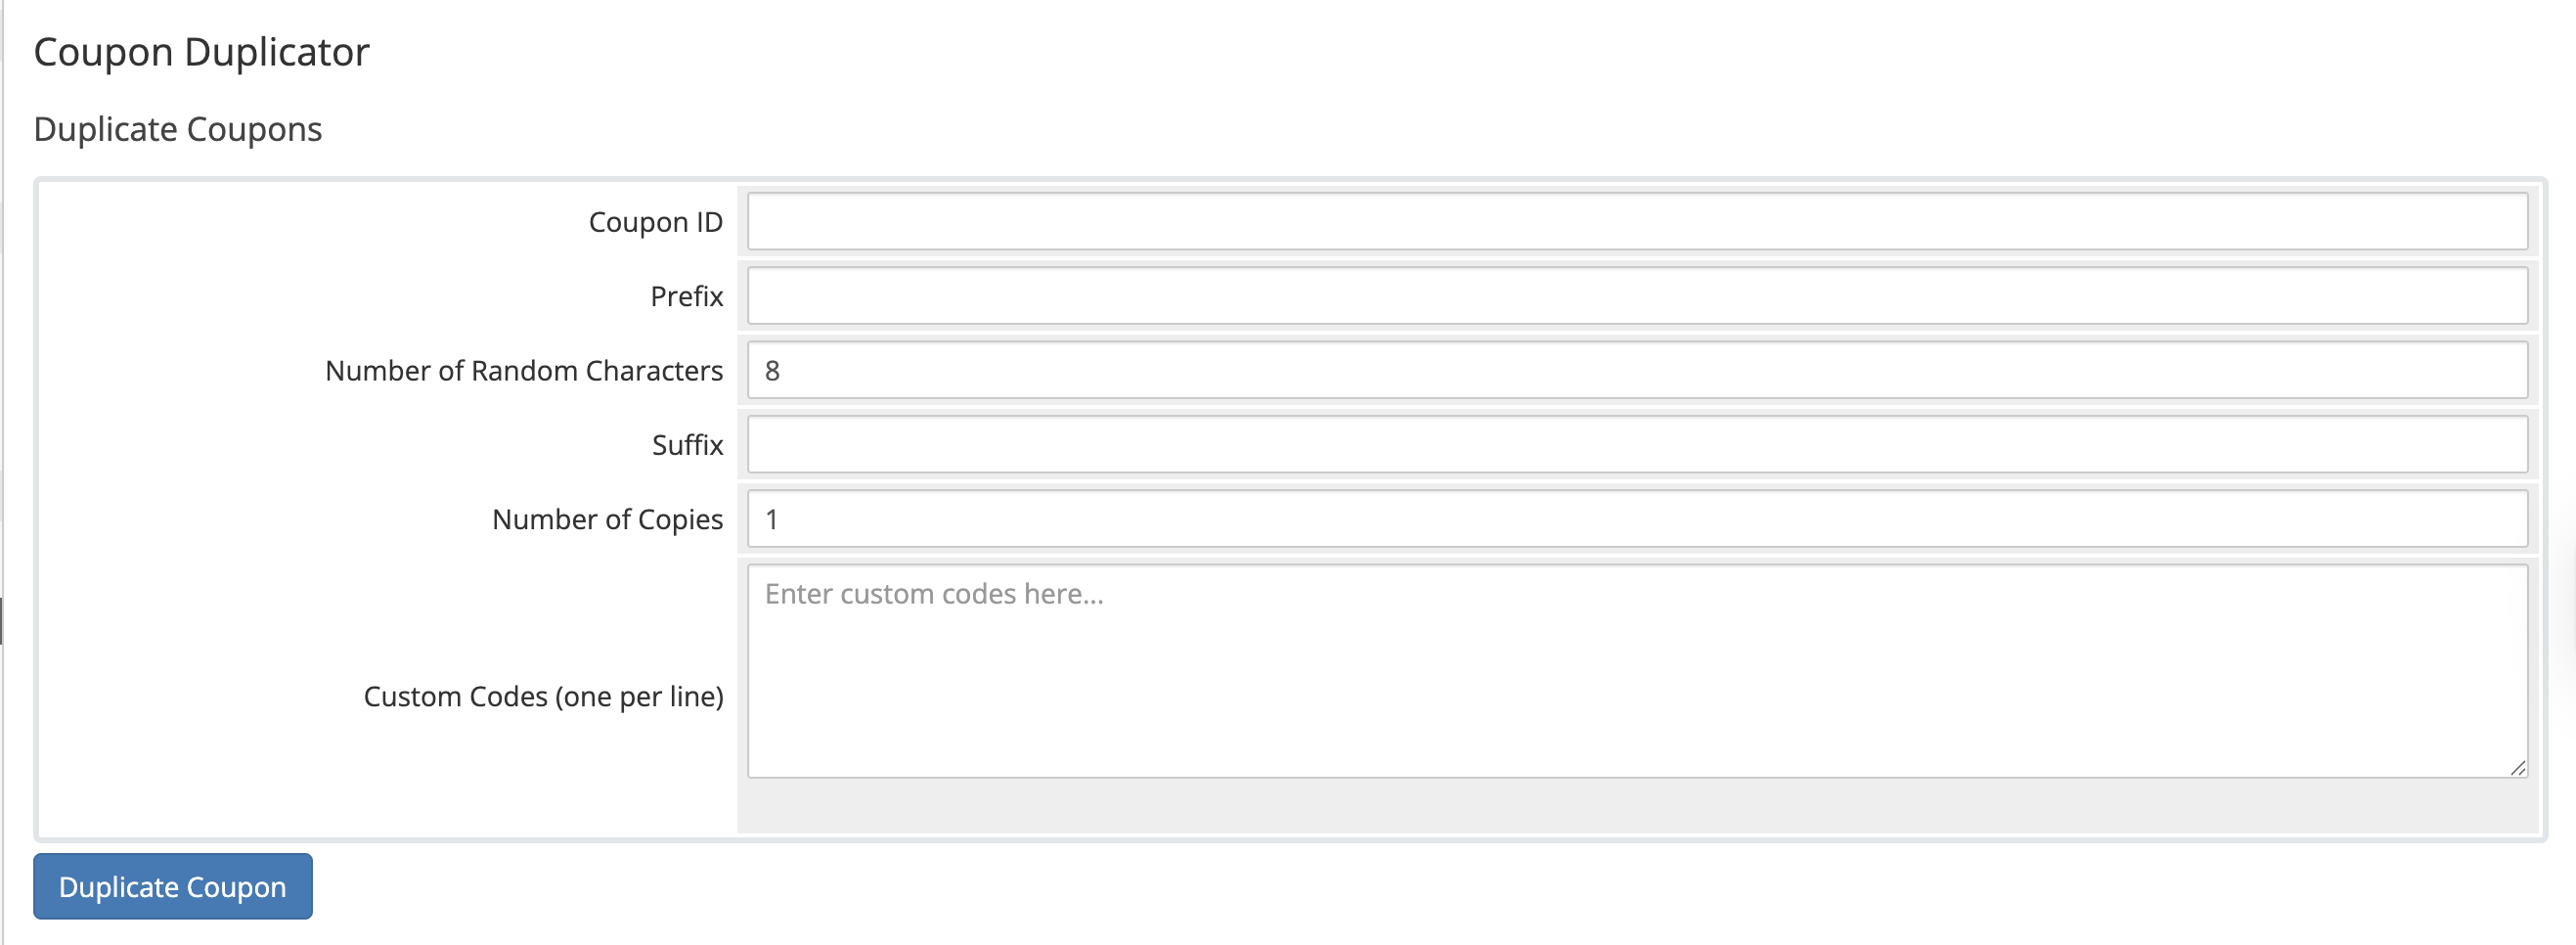 Coupon Duplicator
Duplicate Coupons
Coupon ID
Prefix
Number of Random Characters
8
Suffix
Number of Copies
1
Custom Codes (one per line)
Enter custom codes here...
Duplicate Coupon